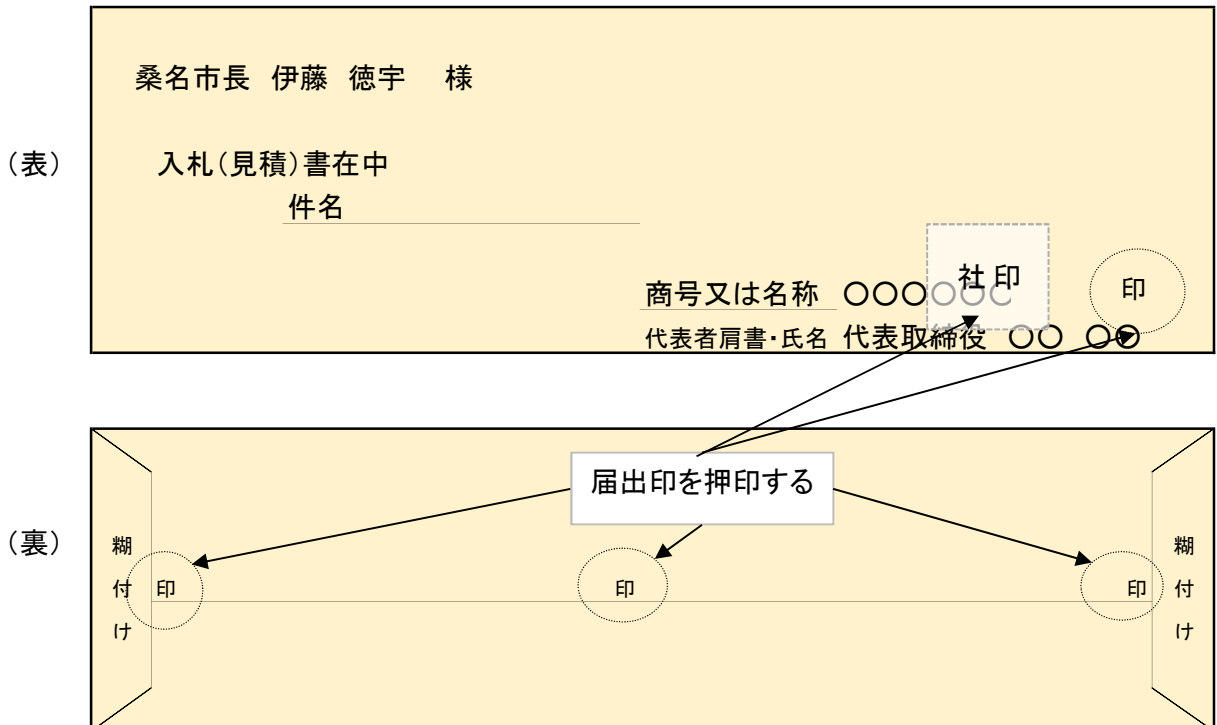 桑名市長 伊藤 徳宇 様
(表)
入札(見積)書在中
件名
社印
印
商号又は名称 〇〇〇〇〇〇
代表者肩書・氏名 代表取締役 〇〇 〇〇
届出印を押印する
(裏)
糊付け
印
印
印
糊付け